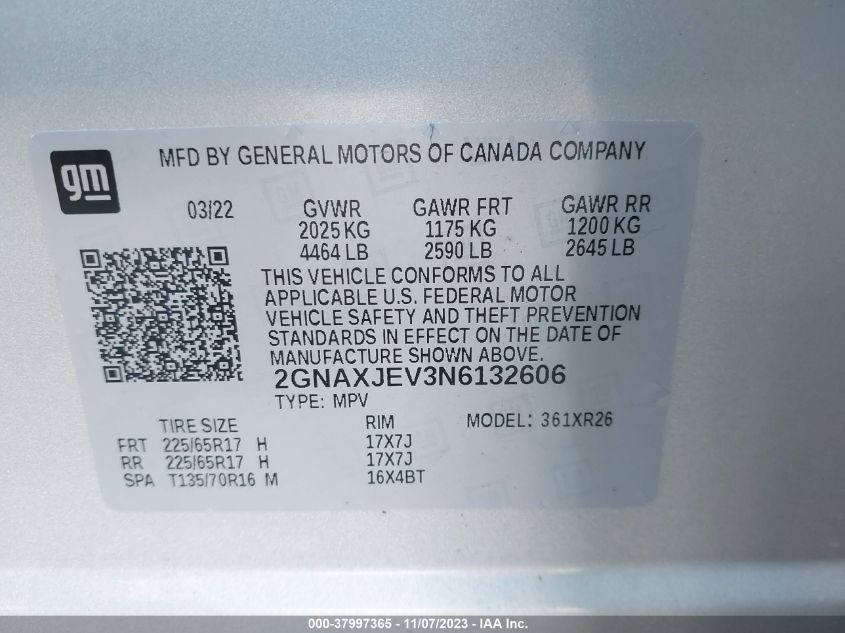 gm
MFD BY GENERAL MOTORS OF CANADA COMPANY
03/22 GVWR GAWR FRT GAWR RR
2025 KG 1175 KG 1200 KG
4464 LB 2590 LB 2645 LB
THIS VEHICLE CONFORMS TO ALL
APPLICABLE U.S. FEDERAL MOTOR
VEHICLE SAFETY AND THEFT PREVENTION
STANDARDS IN EFFECT ON THE DATE OF
MANUFACTURE SHOWN ABOVE.
2GNAXJEV3N6132606
TYPE: MPV
TIRE SIZE RIM MODEL: 361XR26
FRT 225/65R17 H 17X7J
RR 225/65R17 H 17X7J
SPA T135/70R16 M 16X4BT
000-37997365 - 11/07/2023 - IAA Inc.